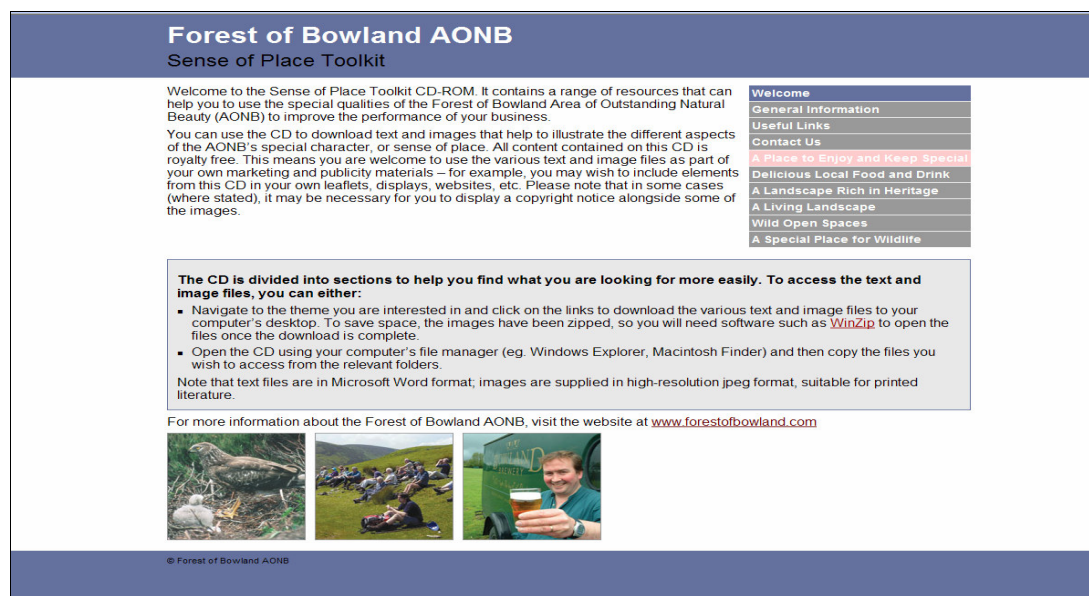 Forest of Bowland AONB
Sense of Place Toolkit
Welcome to the Sense of Place Toolkit CD-ROM. It contains a range of resources that can
help you to use the special qualities of the Forest of Bowland Area of Outstanding Natural
Beauty (AONB) to improve the performance of your business.
You can use the CD to download text and images that help to illustrate the different aspects
of the AONB's special character, or sense of place. All content contained on this CD is
royalty free. This means you are welcome to use the various text and image files as part of
your own marketing and publicity materials – for example, you may wish to include elements
from this CD in your own leaflets, displays, websites, etc. Please note that in some cases
(where stated), it may be necessary for you to display a copyright notice alongside some of
the images.
Welcome
General Information
Useful Links
Contact Us
A Place to Enjoy and Keep Special
Delicious Local Food and Drink
A Landscape Rich in Heritage
A Living Landscape
Wild Open Spaces
A Special Place for Wildlife
The CD is divided into sections to help you find what you are looking for more easily. To access the text and
image files, you can either:
Navigate to the theme you are interested in and click on the links to download the various text and image files to your
computer's desktop. To save space, the images have been zipped, so you will need software such as WinZip to open the
files once the download is complete.
Open the CD using your computer's file manager (eg. Windows Explorer, Macintosh Finder) and then copy the files you
wish to access from the relevant folders.
Note that text files are in Microsoft Word format; images are supplied in high-resolution jpeg format, suitable for printed
literature.
For more information about the Forest of Bowland AONB, visit the website at www.forestofbowland.com
© Forest of Bowland AONB